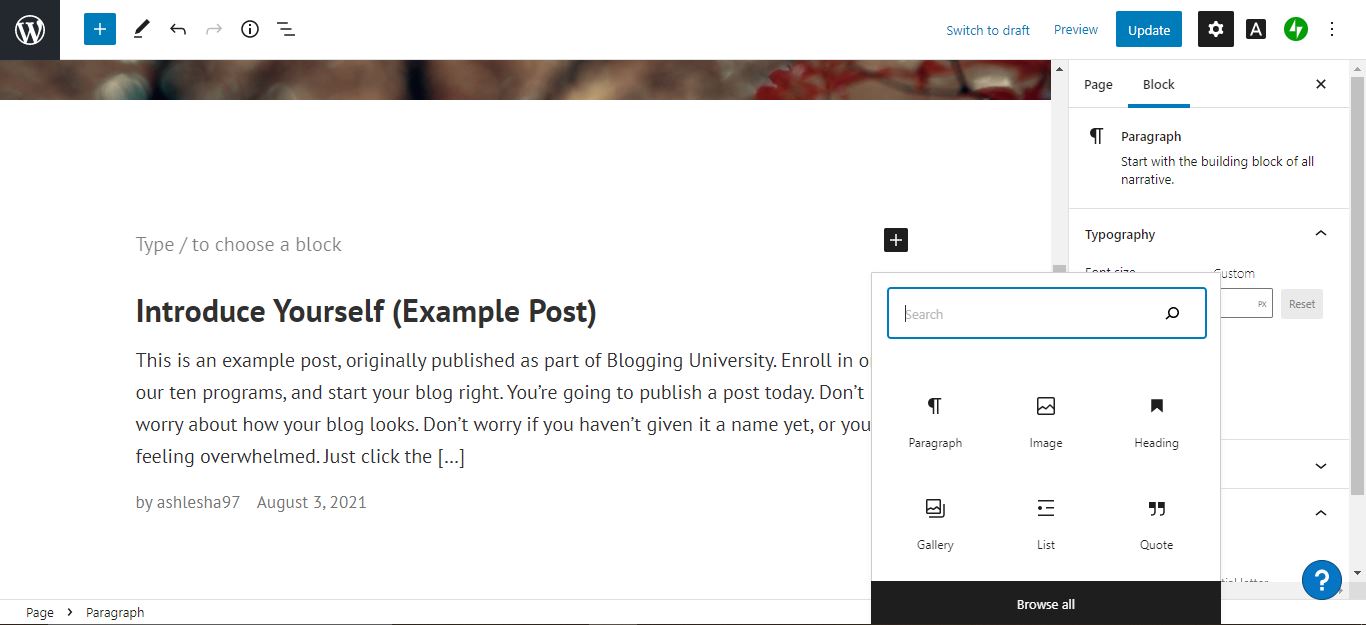 Switch to draft
Preview
Update
A
Page
Block
Paragraph
Start with the building block of all
narrative.
Typography
Font size
Custom
PX
Reset
Type / to choose a block
Introduce Yourself (Example Post)
This is an example post, originally published as part of Blogging University. Enroll in
our ten programs, and start your blog right. You’re going to publish a post today. Don’t
worry about how your blog looks. Don’t worry if you haven’t given it a name yet, or you
feeling overwhelmed. Just click the […]
by ashlesha97 August 3, 2021
Search
Paragraph
Image
Heading
Gallery
List
Quote
Browse all
?
Page > Paragraph